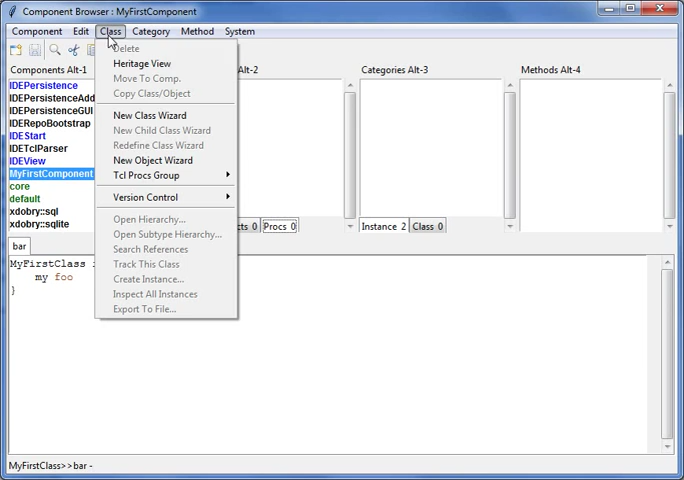 Component Browser : MyFirstComponent
Component Edit Class Category Method System
Components Alt-1
Alt-2
Categories Alt-3
Methods Alt-4
IDEPersistence
IDEPersistenceAdd
IDEPersistenceGUI
IDERepoBootstrap
IDEStart
IDETclParser
IDEView
MyFirstComponent
core
default
xdobry::sql
xdobry::sqlite
Delete
Heritage View
Move To Comp.
Copy Class/Object
New Class Wizard
New Child Class Wizard
Redefine Class Wizard
New Object Wizard
Tcl Procs Group
Version Control
Open Hierarchy...
Open Subtype Hierarchy...
Search References
Track This Class
Create Instance...
Inspect All Instances
Export To File...
cts 0 Procs 0
Instance 2 Class 0
bar
MyFirstClass i
my foo
}
MyFirstClass>>bar -